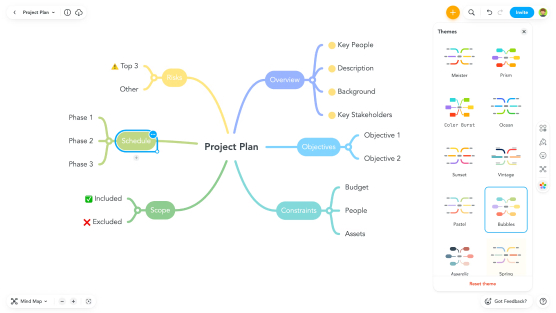 Project Plan
Invite
Themes
Meister
Prism
Color Burst
Ocean
Sunset
Vintage
Pastel
Bubbles
Aquarelle
Spring
Reset theme
Top 3
Other
Risks
Phase 1
Phase 2
Phase 3
Schedule
Included
Excluded
Scope
Project Plan
Overview
Key People
Description
Background
Key Stakeholders
Objectives
Objective 1
Objective 2
Constraints
Budget
People
Assets
Mind Map
Got Feedback?